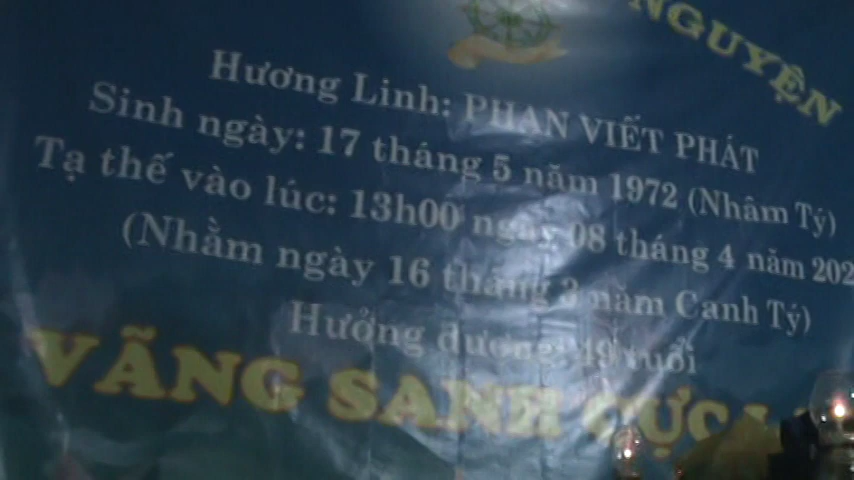 NGUYỆN
Hương Linh: PHAN VIẾT PHÁT
Sinh ngày: 17 tháng 5 năm 1972 (Nhâm Tý)
Tạ thế vào lúc: 13h00 ngày 08 tháng 4 năm 202
(Nhằm ngày 16 tháng 3 năm Canh Tý)
Hưởng dương: 49 tuổi
VÃNG SANH CỰC